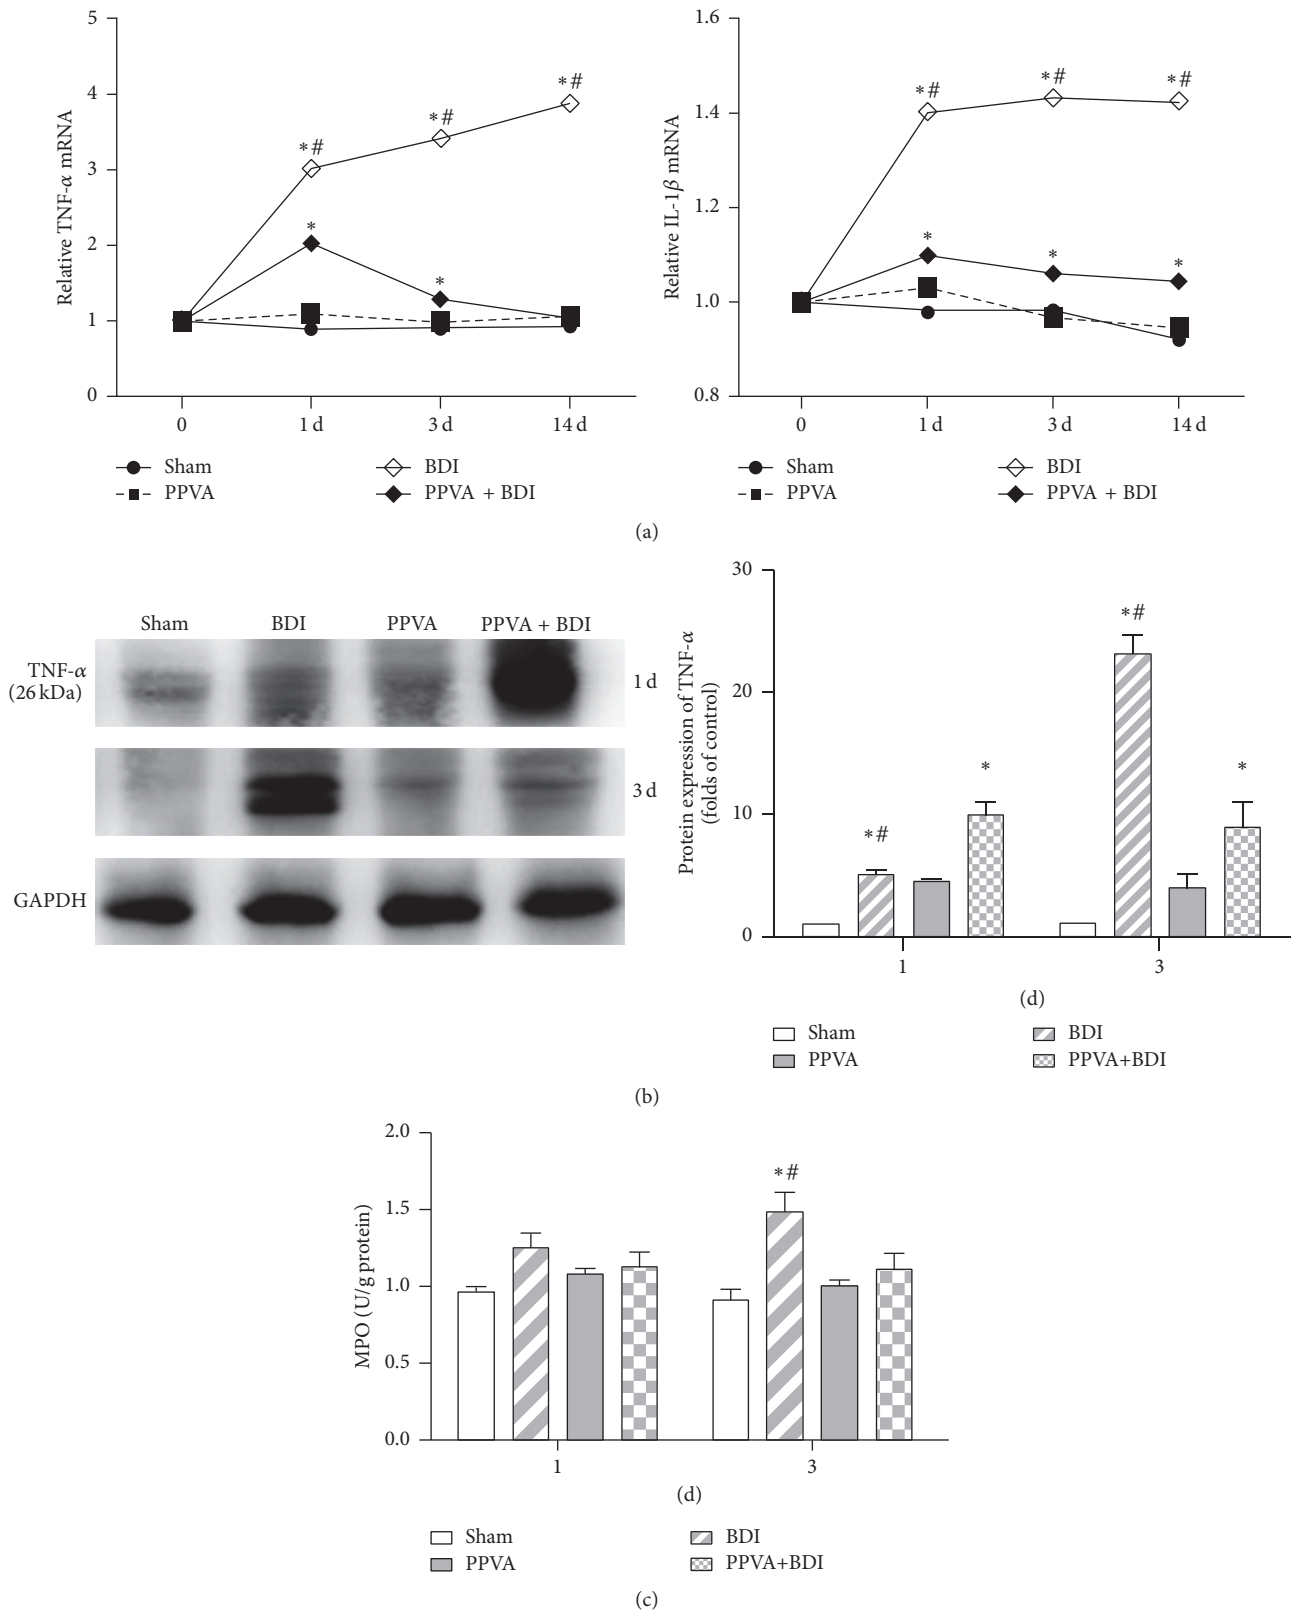 5
4
3
2
1
0
Relative TNF-α mRNA
*#
*#
*#
*
*
0 1 d 3 d 14 d
Sham BDI
PPVA PPVA + BDI
1.6
1.4
1.2
1.0
0.8
Relative IL-1β mRNA
*#
*#
*#
*
*
*
0 1 d 3 d 14 d
Sham BDI
PPVA PPVA + BDI
(a)
Sham BDI PPVA PPVA + BDI
TNF-α
(26 kDa)
1 d
3 d
GAPDH
30
20
10
0
Protein expression of TNF-α
(folds of control)
*#
*
*#
*
1 3
(d)
Sham BDI
PPVA PPVA+BDI
(b)
2.0
1.5
1.0
0.5
0.0
MPO (U/g protein)
*#
1 3
(d)
Sham BDI
PPVA PPVA+BDI
(c)